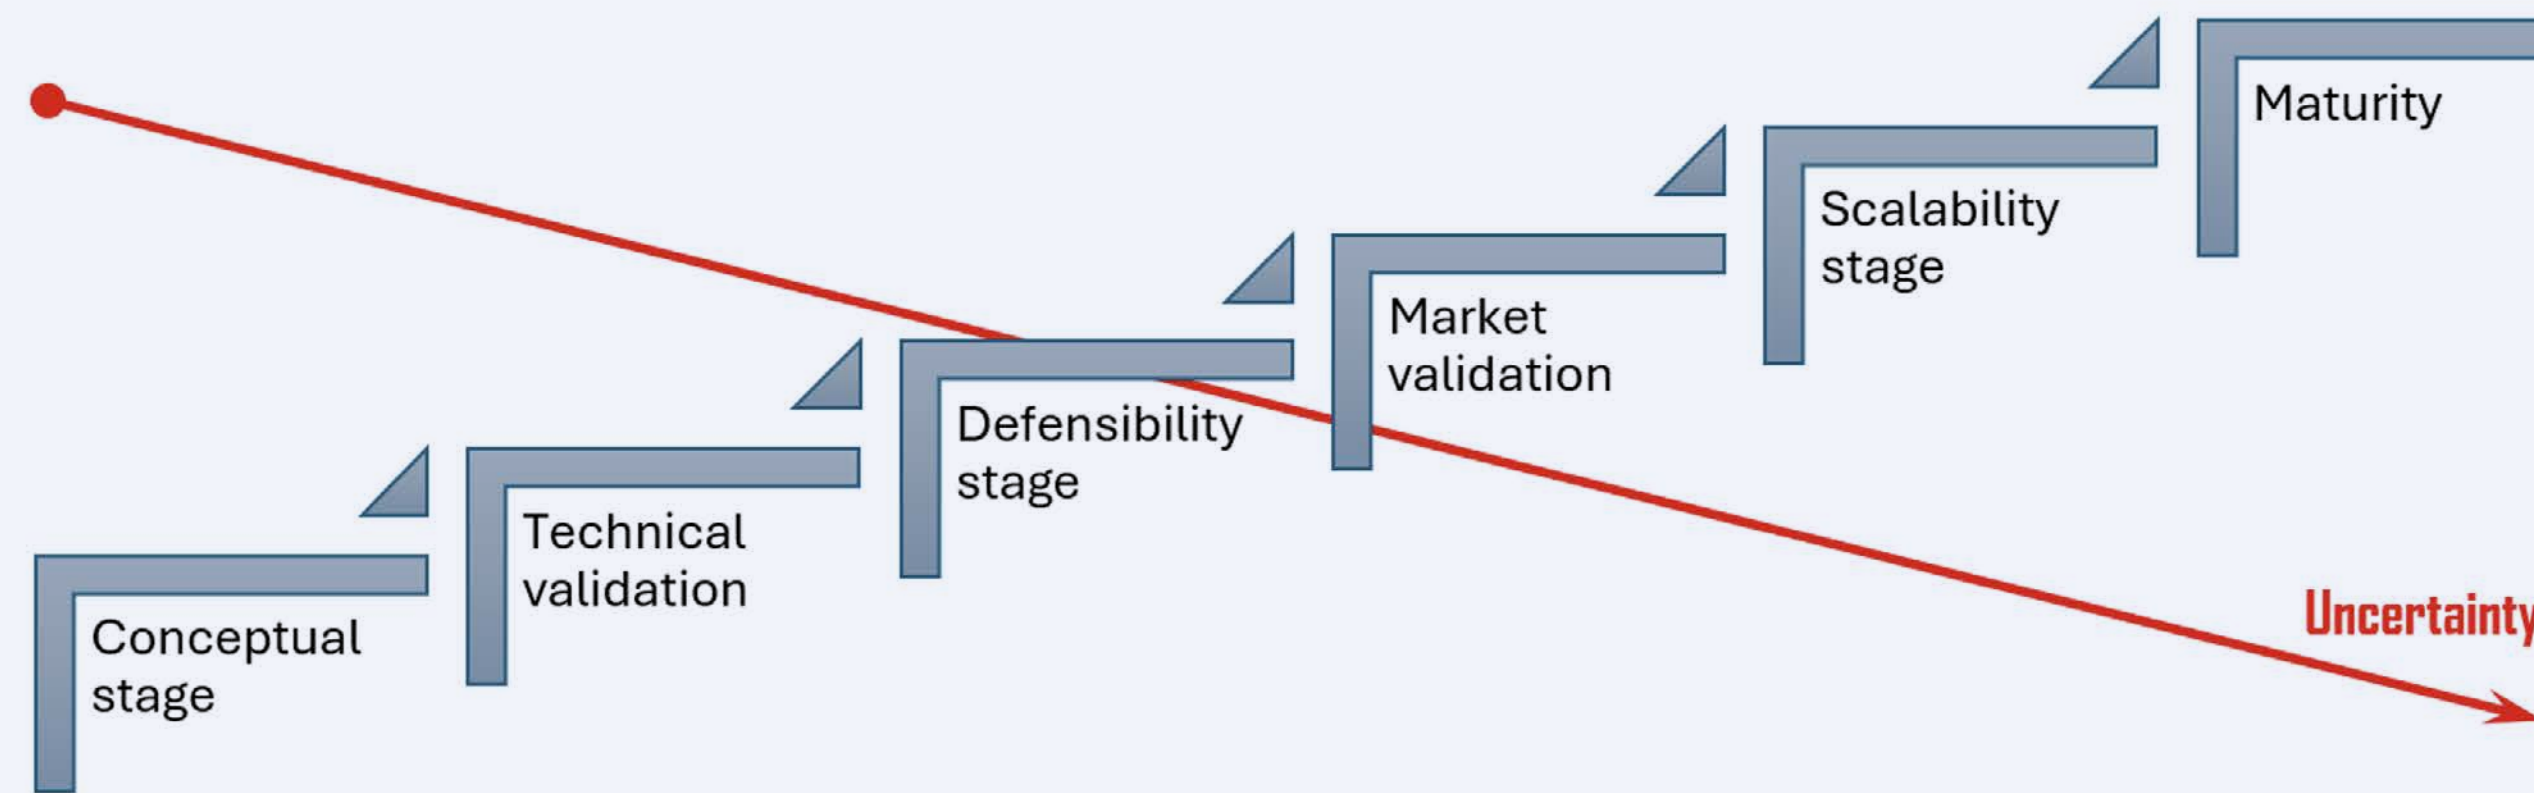 Conceptual
stage
Technical
validation
Defensibility
stage
Market
validation
Scalability
stage
Maturity
Uncertainty